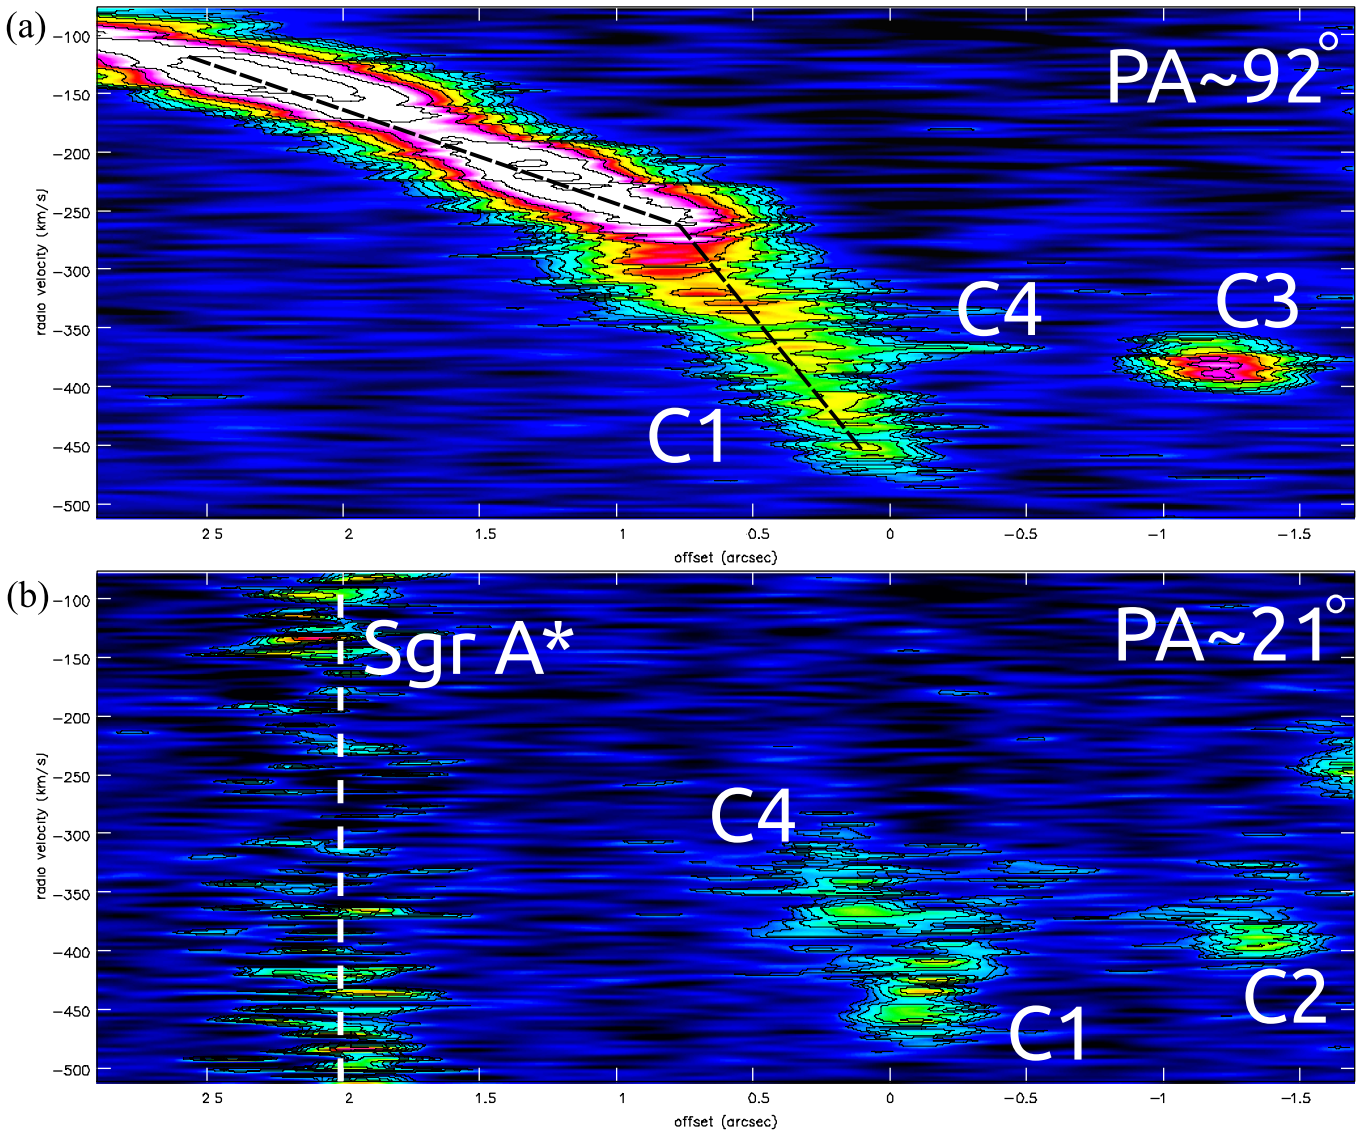 (a)
PA~92°
-100
-150
-200
-250
-300
-350
-400
-450
-500
radio velocity (km/s)
C4
C3
C1
2 5
2
1.5
1
0.5
0
-0.5
-1
-1.5
offset (arcsec)
(b)
PA~21°
Sgr A*
-100
-150
-200
-250
-300
-350
-400
-450
-500
radio velocity (km/s)
C4
C2
C1
2 5
2
1.5
1
0.5
0
-0.5
-1
-1.5
offset (arcsec)